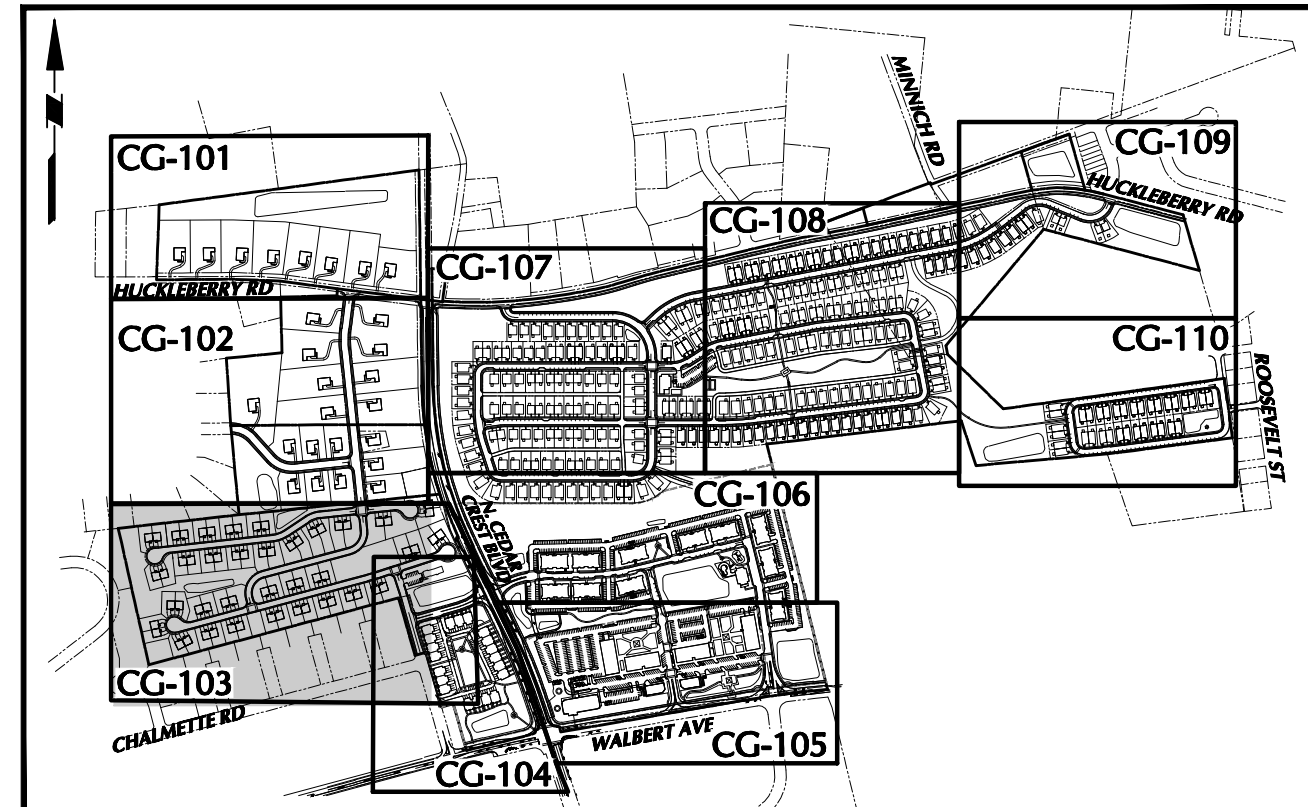 MINNICH RD
CG-101
CG-109
HUCKLEBERRY RD
CG-108
CG-107
HUCKLEBERRY RD
CG-102
CG-110
ROOSEVELT ST
CG-106
N. CEDAR
CREST BLVD
CG-103
CHALMETTE RD
WALBERT AVE
CG-105
CG-104